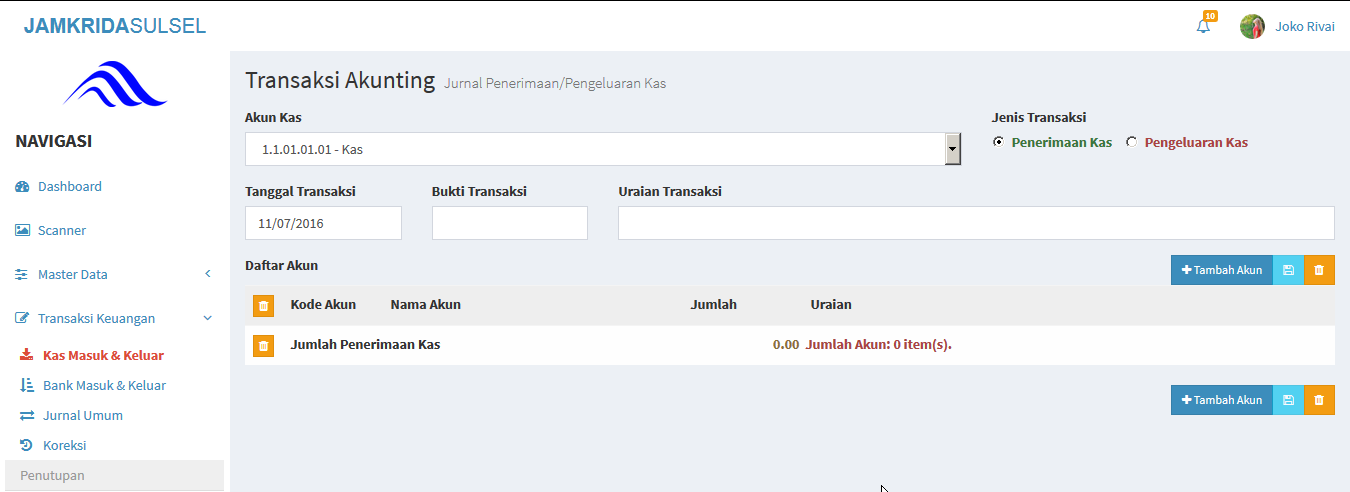 JAMKRIDASULSEL
10
Joko Rivai
NAVIGASI
Dashboard
Scanner
Master Data
Transaksi Keuangan
Kas Masuk & Keluar
Bank Masuk & Keluar
Jurnal Umum
Koreksi
Penutupan
Transaksi Akunting Jurnal Penerimaan/Pengeluaran Kas
Akun Kas
1.1.01.01.01 - Kas
Jenis Transaksi
Penerimaan Kas Pengeluaran Kas
Tanggal Transaksi Bukti Transaksi Uraian Transaksi
11/07/2016
Daftar Akun
Tambah Akun
Kode Akun Nama Akun Jumlah Uraian
Jumlah Penerimaan Kas 0.00 Jumlah Akun: 0 item(s).
Tambah Akun